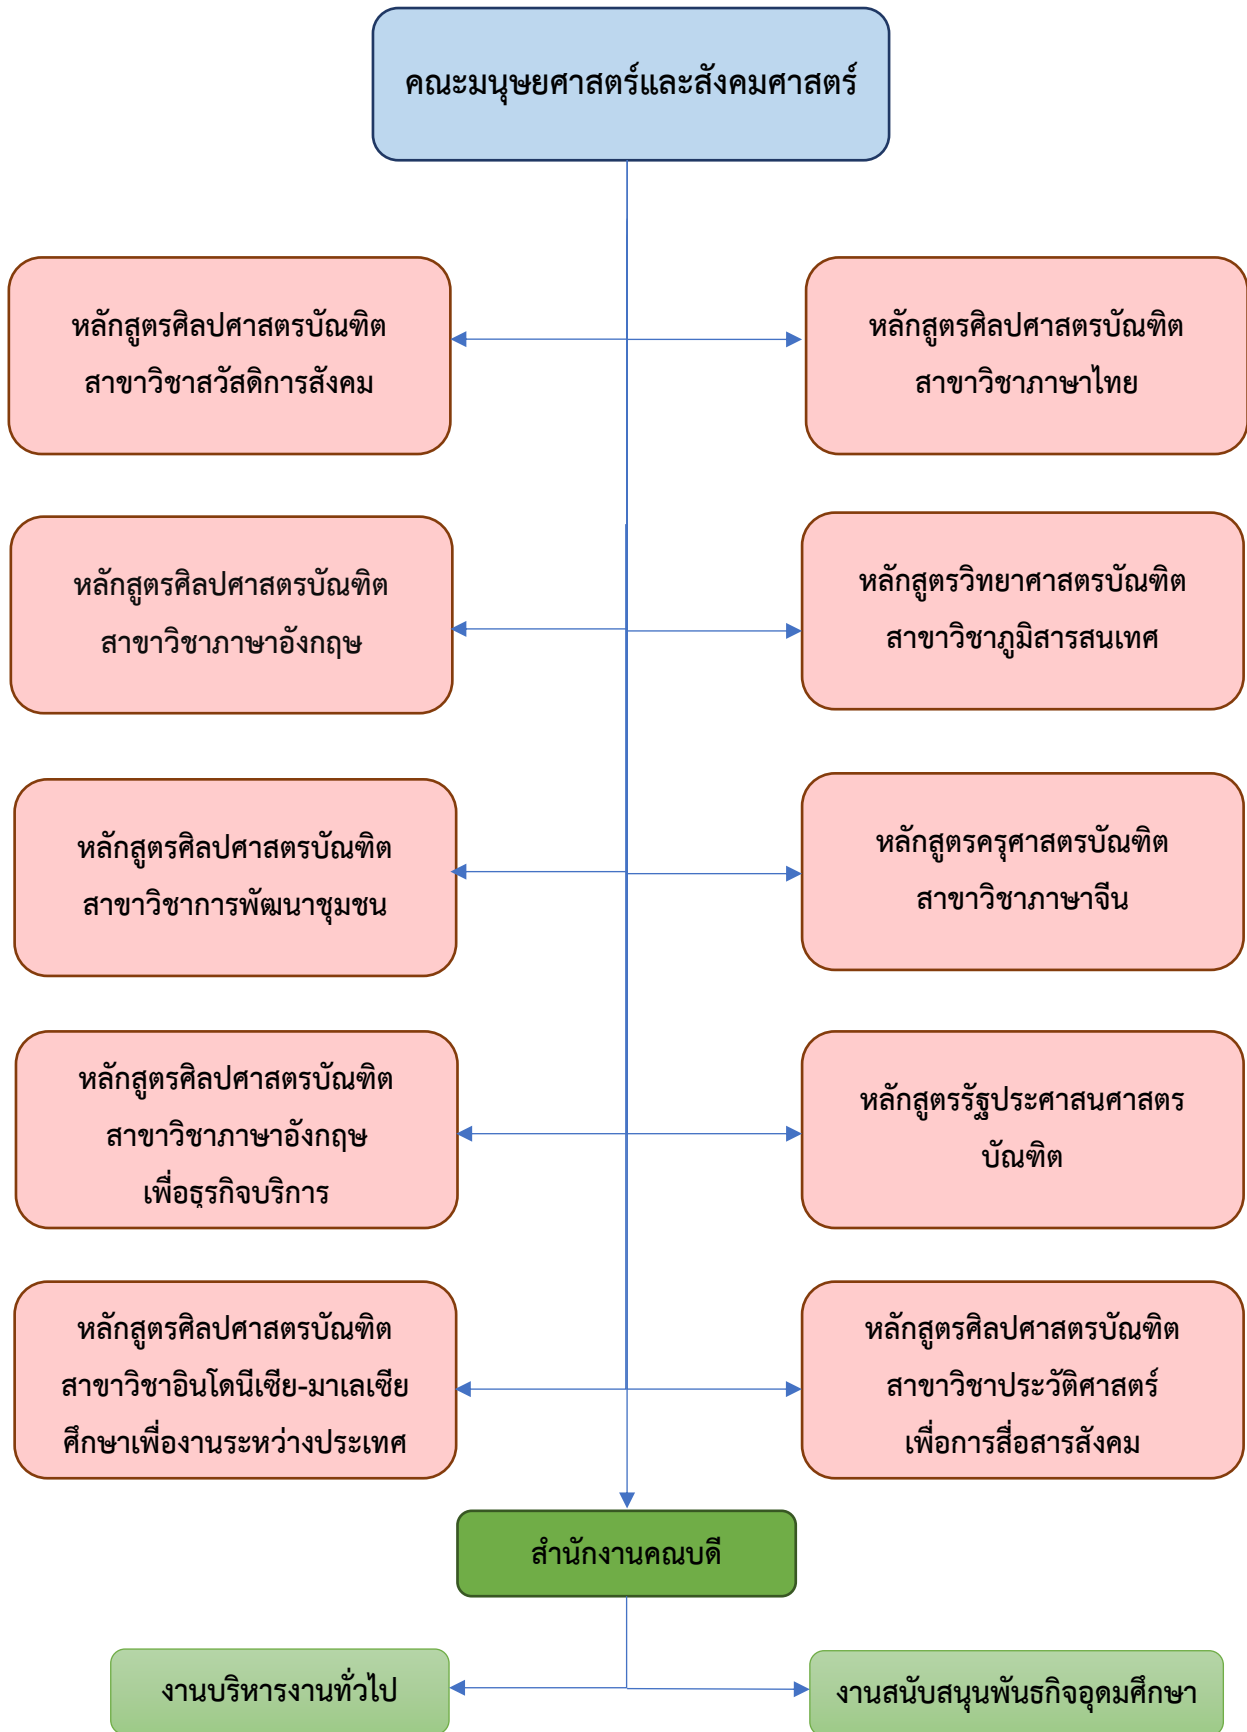 คณะมนุษยศาสตร์และสังคมศาสตร์
หลักสูตรศิลปศาสตรบัณฑิต
สาขาวิชาสวัสดิการสังคม
หลักสูตรศิลปศาสตรบัณฑิต
สาขาวิชาภาษาไทย
หลักสูตรศิลปศาสตรบัณฑิต
สาขาวิชาภาษาอังกฤษ
หลักสูตรวิทยาศาสตรบัณฑิต
สาขาวิชาภูมิสารสนเทศ
หลักสูตรศิลปศาสตรบัณฑิต
สาขาวิชาการพัฒนาชุมชน
หลักสูตรครุศาสตรบัณฑิต
สาขาวิชาภาษาจีน
หลักสูตรศิลปศาสตรบัณฑิต
สาขาวิชาภาษาอังกฤษ
เพื่อธุรกิจบริการ
หลักสูตรรัฐประศาสนศาสตร
บัณฑิต
หลักสูตรศิลปศาสตรบัณฑิต
สาขาวิชาอินโดนีเซีย-มาเลเซีย
ศึกษาเพื่องานระหว่างประเทศ
หลักสูตรศิลปศาสตรบัณฑิต
สาขาวิชาประวัติศาสตร์
เพื่อการสื่อสารสังคม
สำนักงานคณบดี
งานบริหารงานทั่วไป
งานสนับสนุนพันธกิจอุดมศึกษา